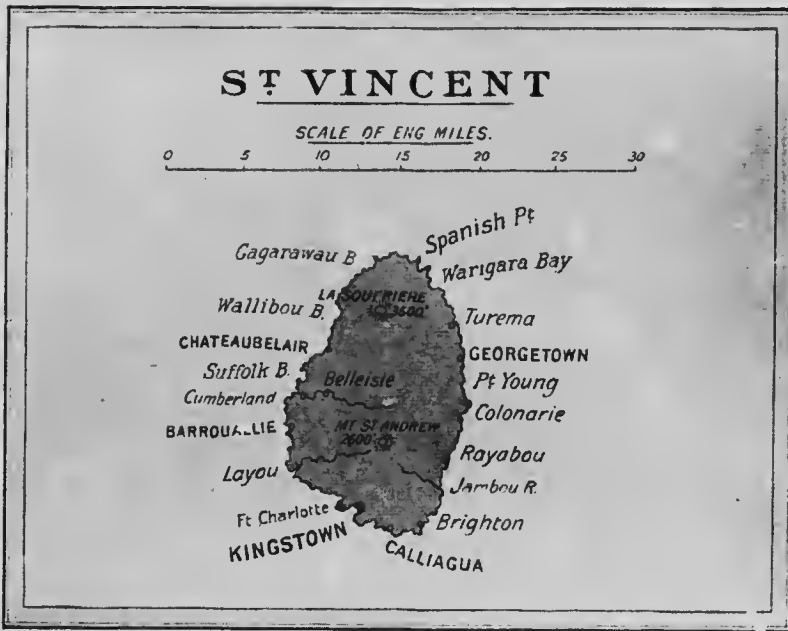 ST VINCENT
SCALE OF ENG MILES.
0 5 10 15 20 25 30
Spanish Pt
Gagarawau B
Warigara Bay
LA SOUFRIERE
3600
Wallibou B.
Turema
CHATEAUBELAIR
GEORGETOWN
Suffolk B.
Belleisle
Pt Young
Cumberland
Colonarie
BARROUALLIE
MT ST ANDREW
2600
Rayabou
Layou
Jambou R.
Ft Charlotte
Brighton
KINGSTOWN
CALLIAGUA